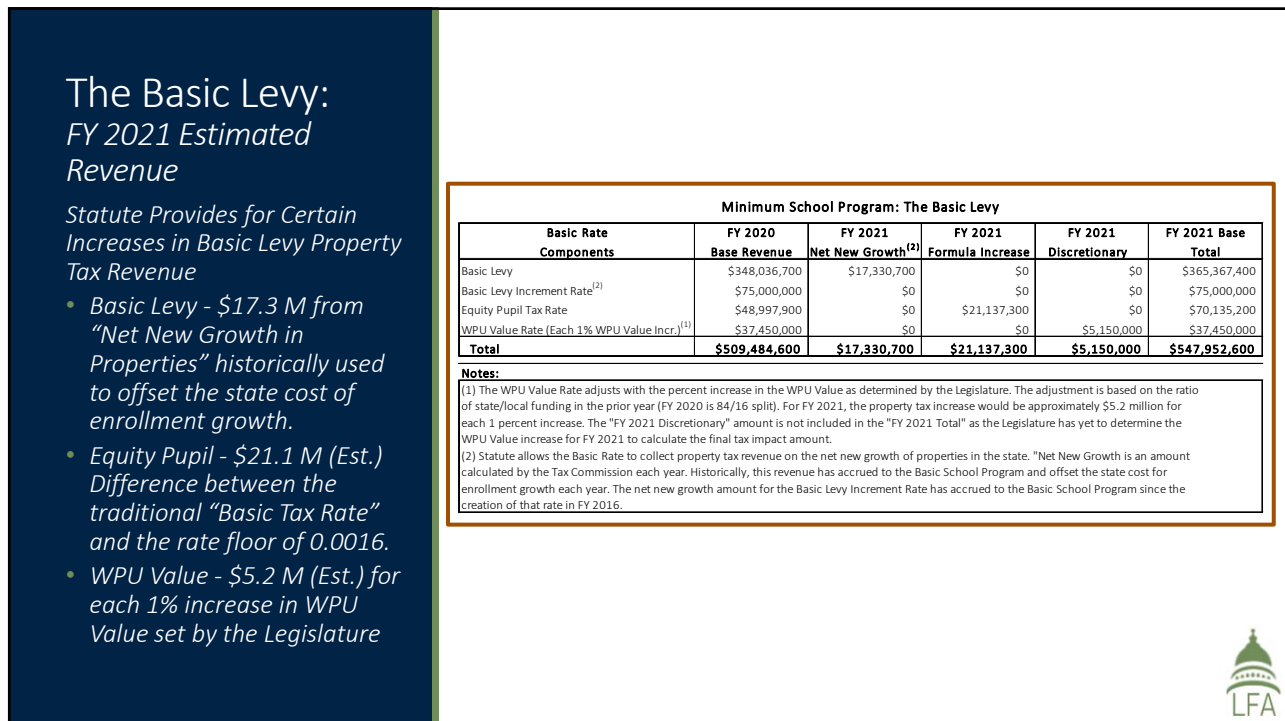 The Basic Levy:
FY 2021 Estimated
Revenue
Statute Provides for Certain
Increases in Basic Levy Property
Tax Revenue
• Basic Levy - $17.3 M from
“Net New Growth in
Properties” historically used
to offset the state cost of
enrollment growth.
• Equity Pupil - $21.1 M (Est.)
Difference between the
traditional “Basic Tax Rate”
and the rate floor of 0.0016.
• WPU Value - $5.2 M (Est.) for
each 1% increase in WPU
Value set by the Legislature
Minimum School Program: The Basic Levy
Basic Rate FY 2020 FY 2021 FY 2021 FY 2021 FY 2021 Base
Components Base Revenue Net New Growth(2) Formula Increase Discretionary Total
Basic Levy $348,036,700 $17,330,700 $0 $0 $365,367,400
Basic Levy Increment Rate(2) $75,000,000 $0 $0 $0 $75,000,000
Equity Pupil Tax Rate $48,997,900 $0 $21,137,300 $0 $70,135,200
WPU Value Rate (Each 1% WPU Value Incr.)(1) $37,450,000 $0 $0 $5,150,000 $37,450,000
Total $509,484,600 $17,330,700 $21,137,300 $5,150,000 $547,952,600
Notes:
(1) The WPU Value Rate adjusts with the percent increase in the WPU Value as determined by the Legislature. The adjustment is based on the ratio
of state/local funding in the prior year (FY 2020 is 84/16 split). For FY 2021, the property tax increase would be approximately $5.2 million for
each 1 percent increase. The "FY 2021 Discretionary" amount is not included in the "FY 2021 Total" as the Legislature has yet to determine the
WPU Value increase for FY 2021 to calculate the final tax impact amount.
(2) Statute allows the Basic Rate to collect property tax revenue on the net new growth of properties in the state. "Net New Growth is an amount
calculated by the Tax Commission each year. Historically, this revenue has accrued to the Basic School Program and offset the state cost for
enrollment growth each year. The net new growth amount for the Basic Levy Increment Rate has accrued to the Basic School Program since the
creation of that rate in FY 2016.
LFA